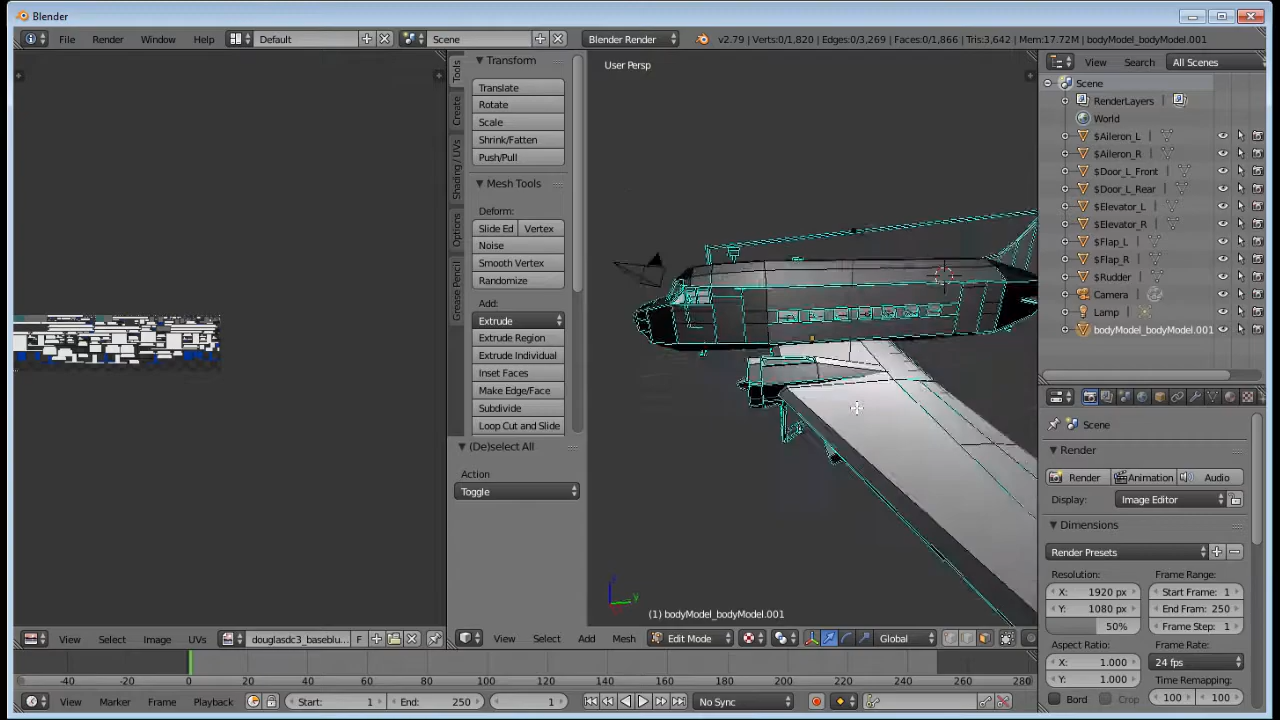 Blender
File Render Window Help Default Scene Blender Render v2.79 | Verts:0/1,820 | Edges:0/3,269 | Faces:0/1,866 | Tris:3,642 | Mem:17.72M | bodyModel_bodyModel.001
Tools
Create
Shading / UVs
Options
Grease Pencil
Transform
Translate
Rotate
Scale
Shrink/Fatten
Push/Pull
Mesh Tools
Deform:
Slide Ed Vertex
Noise
Smooth Vertex
Randomize
Add:
Extrude
Extrude Region
Extrude Individual
Inset Faces
Make Edge/Face
Subdivide
Loop Cut and Slide
(De)select All
Action
Toggle
User Persp
(1) bodyModel_bodyModel.001
View Search All Scenes
Scene
RenderLayers
World
$Aileron_L
$Aileron_R
$Door_L_Front
$Door_L_Rear
$Elevator_L
$Elevator_R
$Flap_L
$Flap_R
$Rudder
Camera
Lamp
bodyModel_bodyModel.001
Scene
Render
Render Animation Audio
Display: Image Editor
Dimensions
Render Presets
Resolution: Frame Range:
X: 1920 px Start Frame: 1
Y: 1080 px End Fram: 250
50% Frame Step: 1
Aspect Ratio: Frame Rate:
X: 1.000 24 fps
Y: 1.000 Time Remapping:
Bord Crop 100 100
View Select Image UVs douglasdc3_baseblu... F
View Select Add Mesh Edit Mode Global
-40 -20 0 20 40 60 80 100 120 140 160 180 200 220 240 260 280
View Marker Frame Playback Start: 1 End: 250 1 No Sync